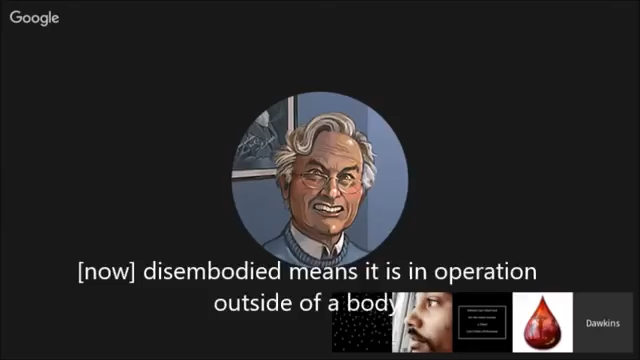 Google
[now] disembodied means it is in operation
outside of a body
Dawkins